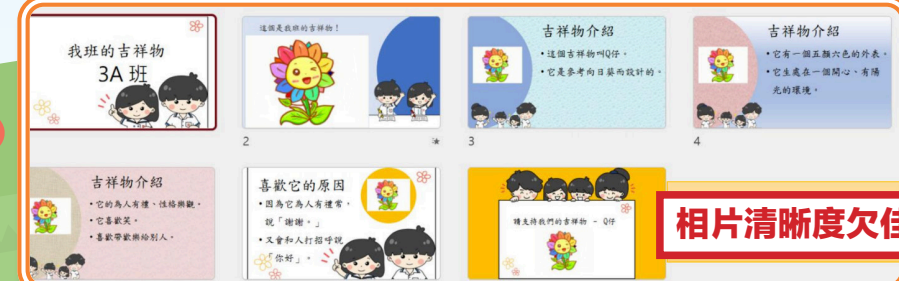 我班的吉祥物
3A 班
這個是我班的吉祥物！
2
吉祥物介紹
•這個吉祥物叫Q仔。
•它是參考向日葵而設計的。
3
吉祥物介紹
•它有一個五顏六色的外表。
•它生處在一個開心、有陽
光的環境。
4
吉祥物介紹
•它的為人有禮，性格樂觀。
•它喜歡笑。
•喜歡帶歡樂給別人。
喜歡它的原因
•因為它為人有禮常，
說「謝謝。」
•又會和人打招呼說
「你好」。
請支持我們的吉祥物 - Q仔
相片清晰度欠佳